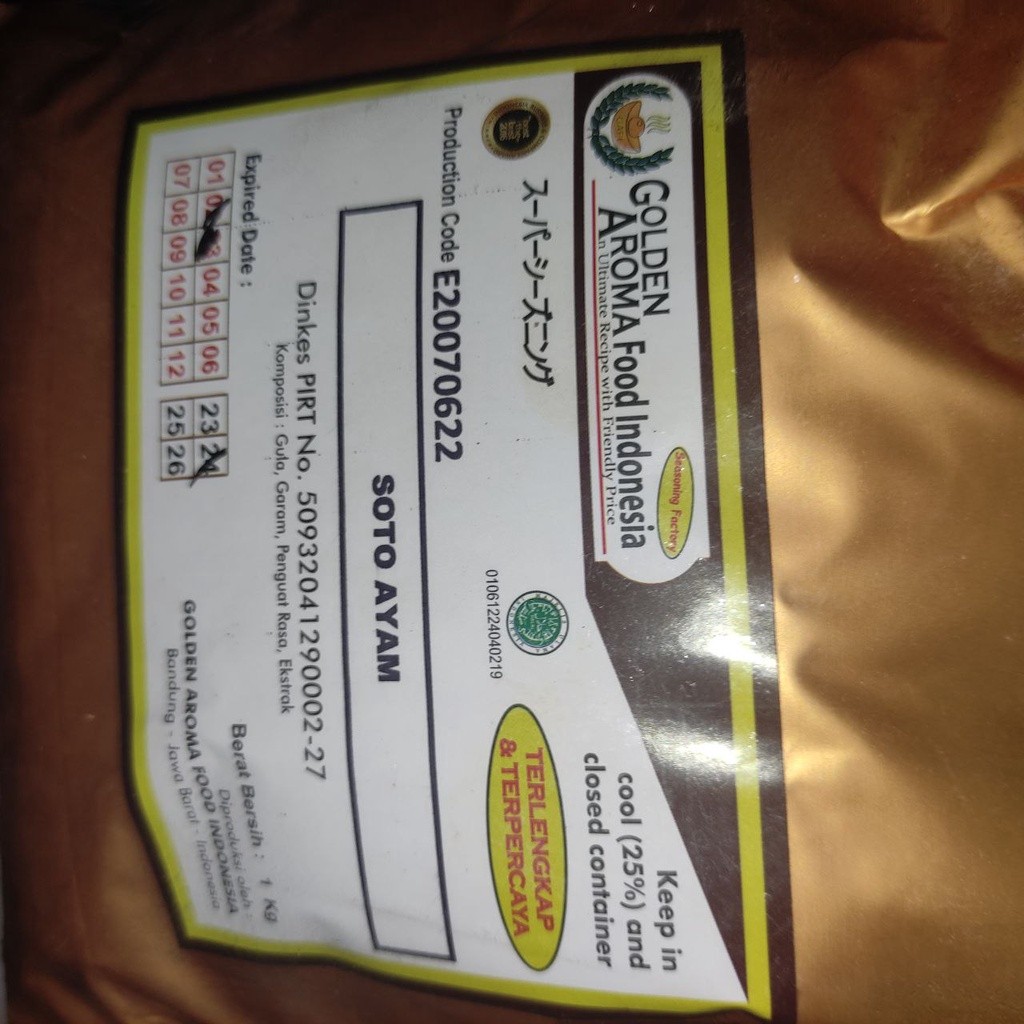 GOLDEN
AROMA Food Indonesia
An Ultimate Recipe with Friendly Price
Seasoning Factory
Keep in
cool (25%) and
closed container
スーパーシーズニング
01061224040219
TERLENGKAP
& TERPERCAYA
Production Code E20070622
SOTO AYAM
Dinkes PIRT No. 50932041290002-27
Komposisi : Gula, Garam, Penguat Rasa, Ekstrak
Expired Date :
01 03 04 05 06 23 24
07 08 09 10 11 12 25 26
Berat Bersih : 1 Kg
Diproduksi oleh :
GOLDEN AROMA FOOD INDONESIA
Bandung - Jawa Barat - Indonesia